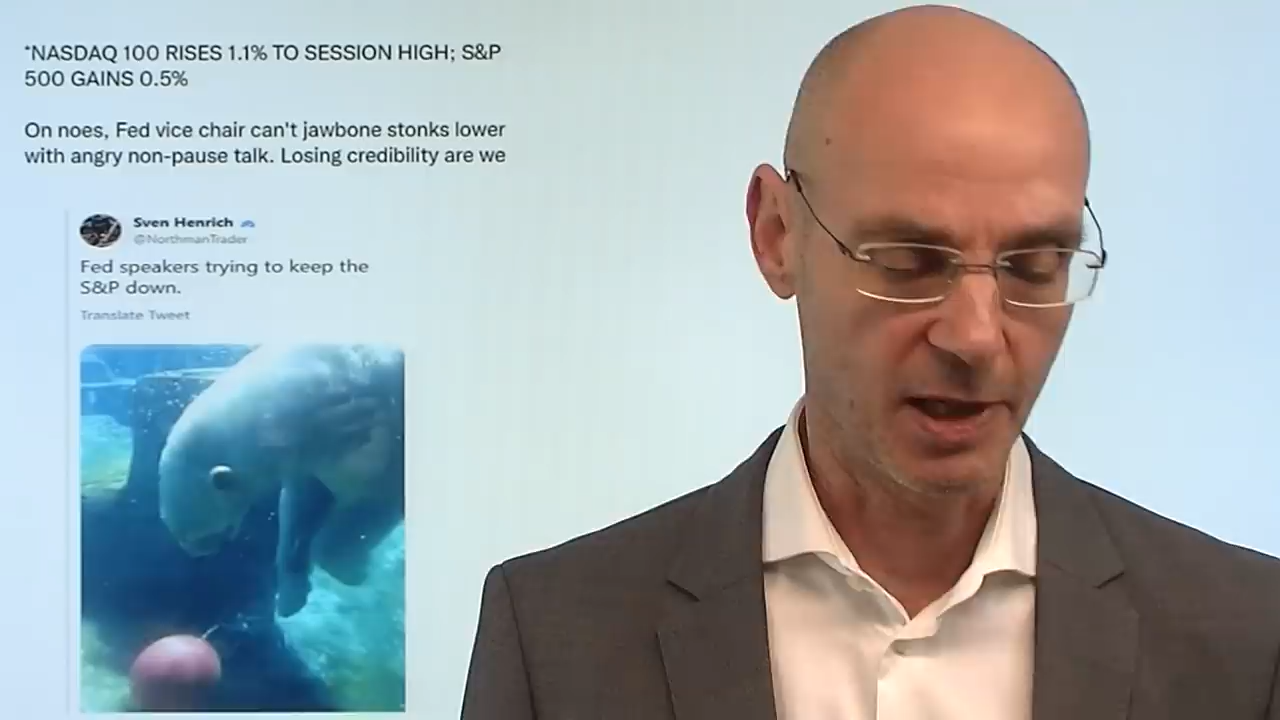 *NASDAQ 100 RISES 1.1% TO SESSION HIGH; S&P
500 GAINS 0.5%
On noes, Fed vice chair can't jawbone stonks lower
with angry non-pause talk. Losing credibility are we
Sven Henrich
@NorthmanTrader
Fed speakers trying to keep the
S&P down.
Translate Tweet